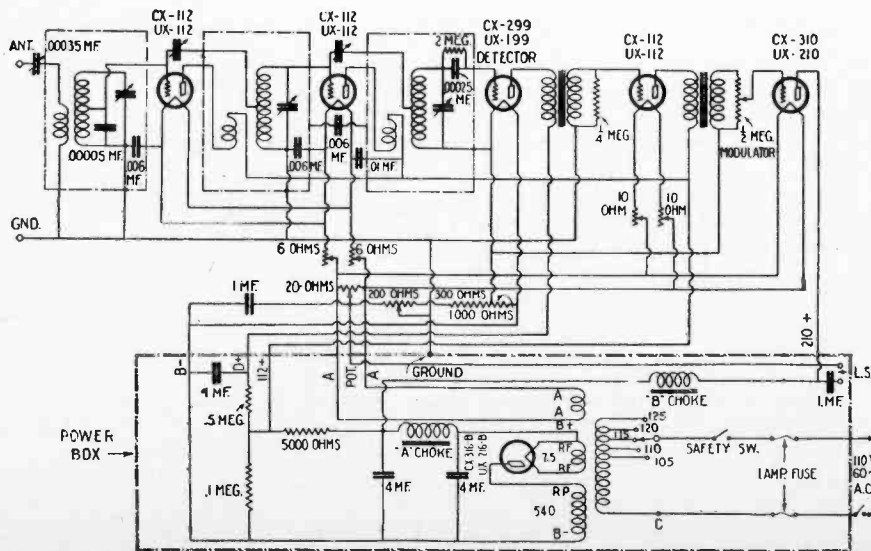 CX-112
UX-112
CX-112
UX-112
CX-299
UX-199
DETECTOR
CX-112
UX-112
CX-310
UX-210
ANT.
.00035 MF.
2 MEG.
.00025
MF
.00005 MF.
.006
MF
.006
MF
.006
MF
.01 MF
1/4
MEG.
1/2
MEG.
MODULATOR
GND.
10
OHM
10
OHM
6 OHMS
6 OHMS
1 MF.
20-OHMS
200 OHMS
300 OHMS
1000 OHMS
210 +
B-
D+
112+
A
POT.
A
GROUND
L.S.
4 MF.
.5
MEG.
"B" CHOKE
1.MF.
POWER
BOX
A
A
B+
125
120
115
110
105
5000 OHMS
"A" CHOKE
CX 316-B
UX 216-B
7.5
RF
RF
SAFETY SW.
LAMP FUSE
110 V
60~
A.C.
.1 MEG.
4 MF.
4 MF.
RP
540
B-
C